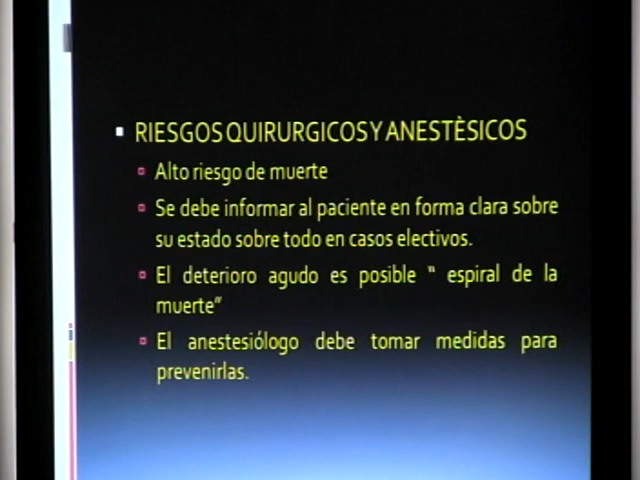 RIESGOS QUIRURGICOS Y ANESTÈSICOS
Alto riesgo de muerte
Se debe informar al paciente en forma clara sobre
su estado sobre todo en casos electivos.
El deterioro agudo es posible " espiral de la
muerte"
El anestesiólogo debe tomar medidas para
prevenirlas.